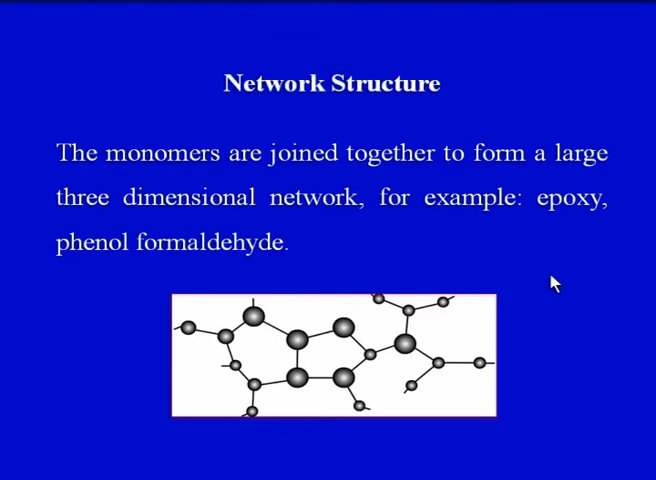 Network Structure
The monomers are joined together to form a large
three dimensional network, for example: epoxy,
phenol formaldehyde.